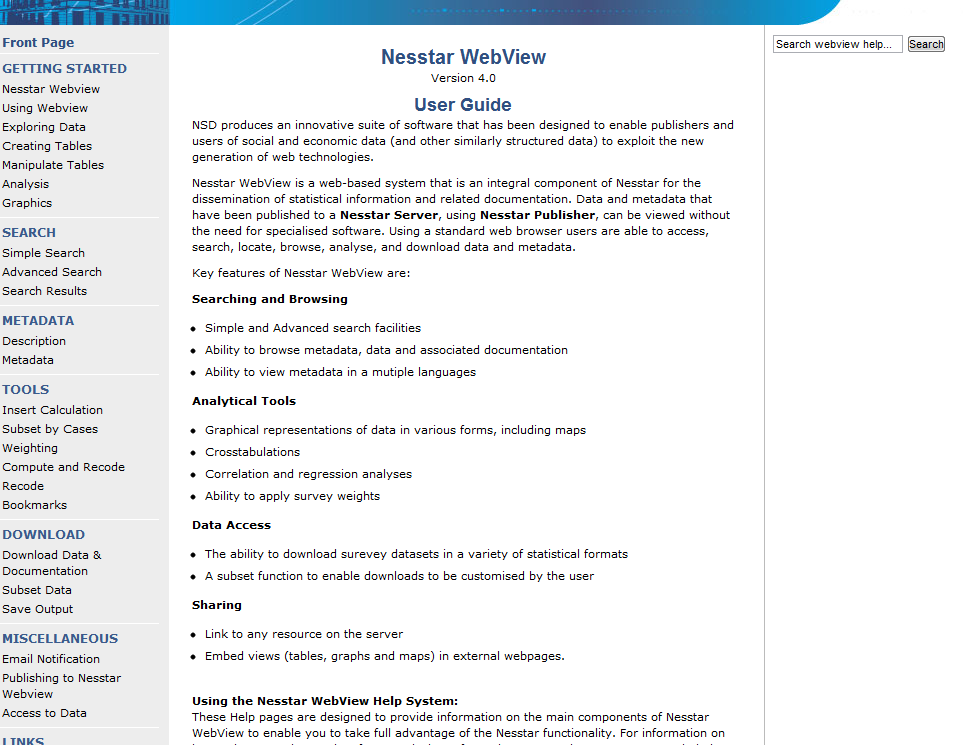 Front Page
GETTING STARTED
Nesstar Webview
Using Webview
Exploring Data
Creating Tables
Manipulate Tables
Analysis
Graphics
SEARCH
Simple Search
Advanced Search
Search Results
METADATA
Description
Metadata
TOOLS
Insert Calculation
Subset by Cases
Weighting
Compute and Recode
Recode
Bookmarks
DOWNLOAD
Download Data &
Documentation
Subset Data
Save Output
MISCELLANEOUS
Email Notification
Publishing to Nesstar
Webview
Access to Data
LINKS
Nesstar WebView
Version 4.0
User Guide
NSD produces an innovative suite of software that has been designed to enable publishers and
users of social and economic data (and other similarly structured data) to exploit the new
generation of web technologies.
Nesstar WebView is a web-based system that is an integral component of Nesstar for the
dissemination of statistical information and related documentation. Data and metadata that
have been published to a Nesstar Server, using Nesstar Publisher, can be viewed without
the need for specialised software. Using a standard web browser users are able to access,
search, locate, browse, analyse, and download data and metadata.
Key features of Nesstar WebView are:
Searching and Browsing
Simple and Advanced search facilities
Ability to browse metadata, data and associated documentation
Ability to view metadata in a mutiple languages
Analytical Tools
Graphical representations of data in various forms, including maps
Crosstabulations
Correlation and regression analyses
Ability to apply survey weights
Data Access
The ability to download surevey datasets in a variety of statistical formats
A subset function to enable downloads to be customised by the user
Sharing
Link to any resource on the server
Embed views (tables, graphs and maps) in external webpages.
Using the Nesstar WebView Help System:
These Help pages are designed to provide information on the main components of Nesstar
WebView to enable you to take full advantage of the Nesstar functionality. For information on
Search webview help... Search